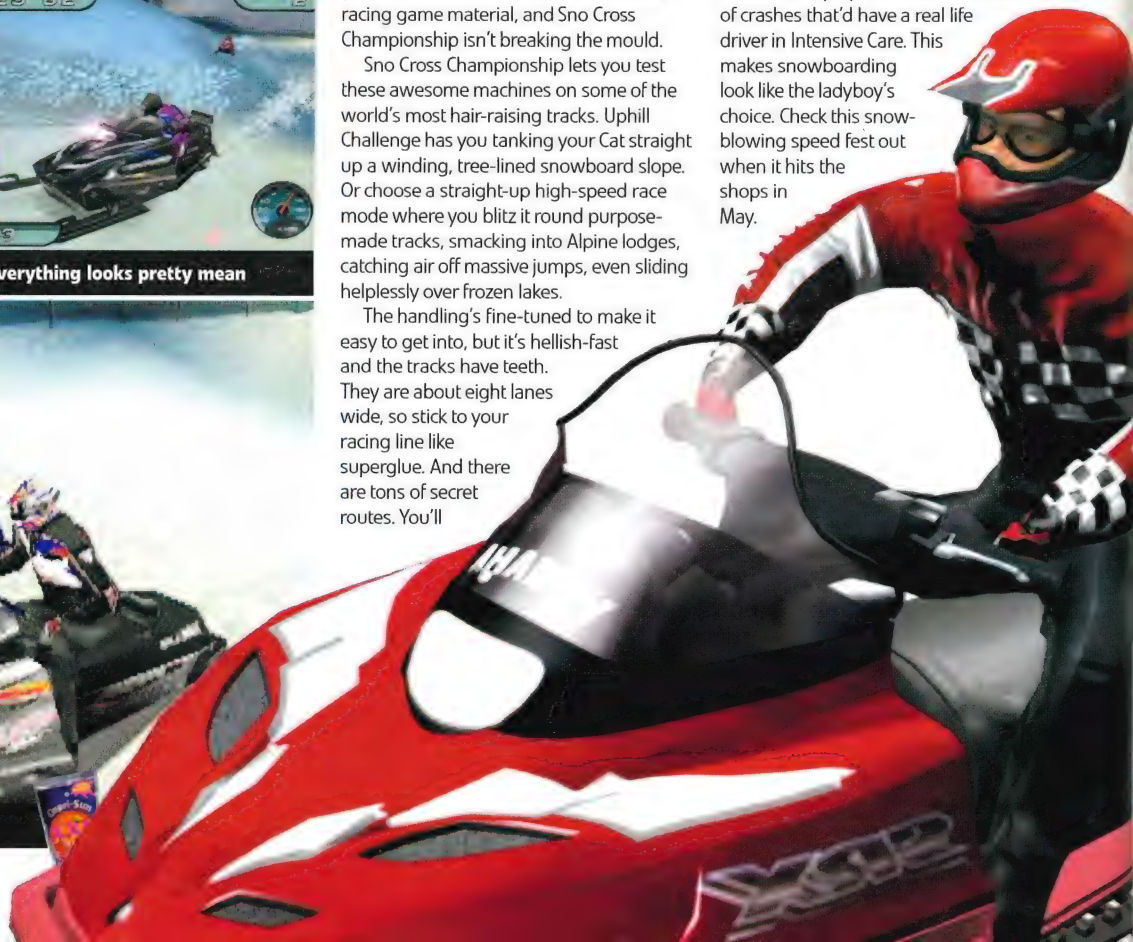 racing game material, and Sno Cross
Championship isn't breaking the mould.
Sno Cross Championship lets you test
these awesome machines on some of the
world's most hair-raising tracks. Uphill
Challenge has you tanking your Cat straight
up a winding, tree-lined snowboard slope.
Or choose a straight-up high-speed race
mode where you blitz it round purpose-
made tracks, smacking into Alpine lodges,
catching air off massive jumps, even sliding
helplessly over frozen lakes.
The handling's fine-tuned to make it
easy to get into, but it's hellish-fast
and the tracks have teeth.
They are about eight lanes
wide, so stick to your
racing line like
superglue. And there
are tons of secret
routes. You'll
of crashes that'd have a real life
driver in Intensive Care. This
makes snowboarding
look like the ladyboy's
choice. Check this snow-
blowing speed fest out
when it hits the
shops in
May.
verything looks pretty mean
Capri-Sun